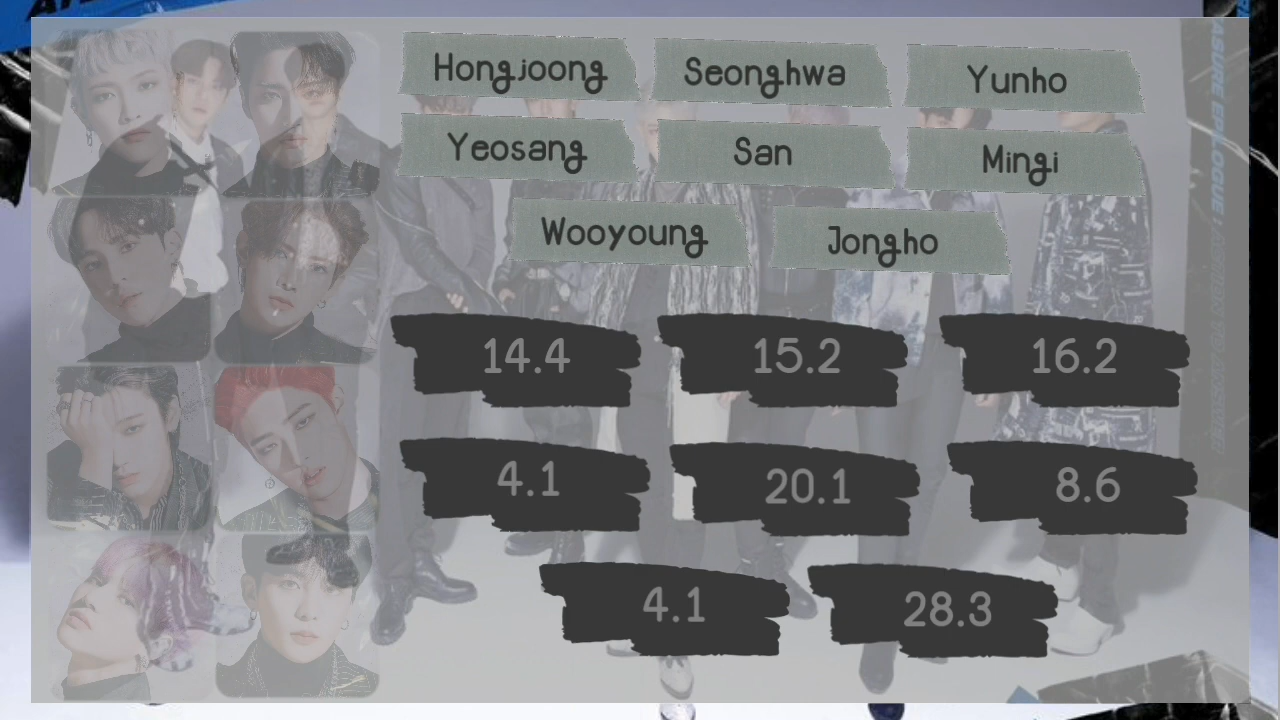 Hongjoong Seonghwa Yunho
Yeosang San Mingi
Wooyoung Jongho
14.4 15.2 16.2
4.1 20.1 8.6
4.1 28.3